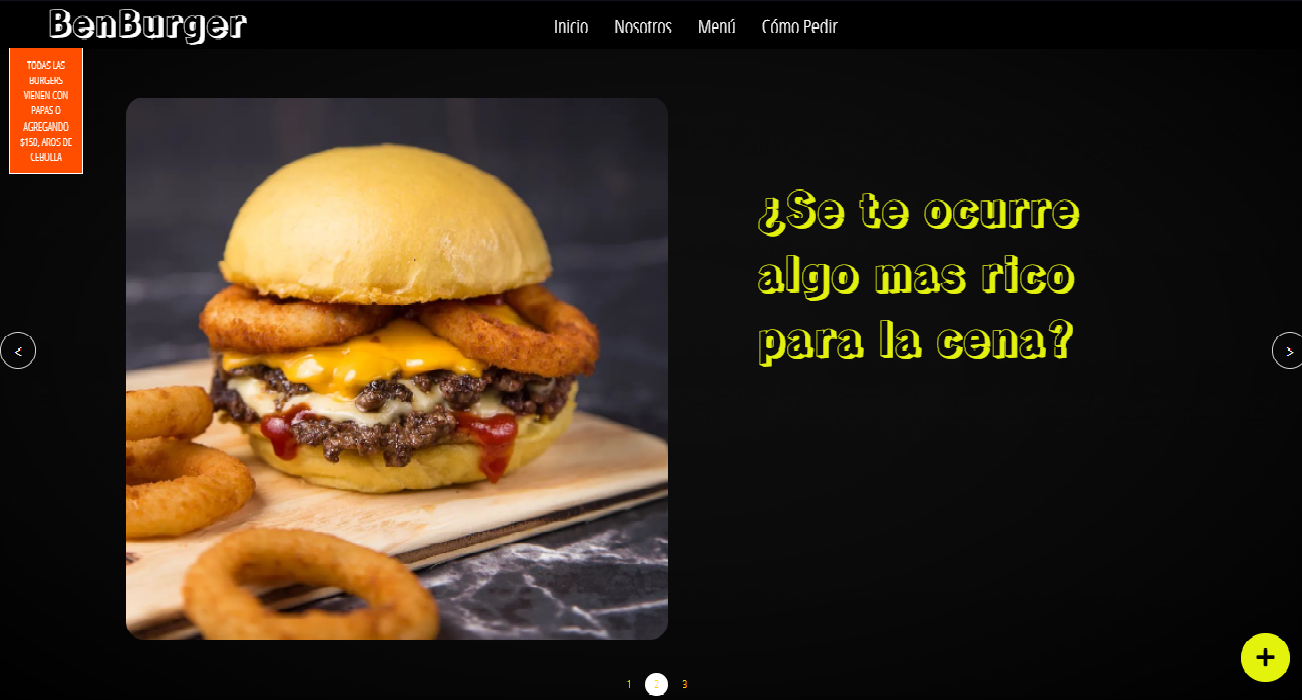 BenBurger
Inicio Nosotros Menú Cómo Pedir
TODAS LAS
BURGERS
VIENEN CON
PAPAS O
AGREGANDO
$150, AROS DE
CEBOLLA
¿Se te ocurre
algo mas rico
para la cena?
1 2 3